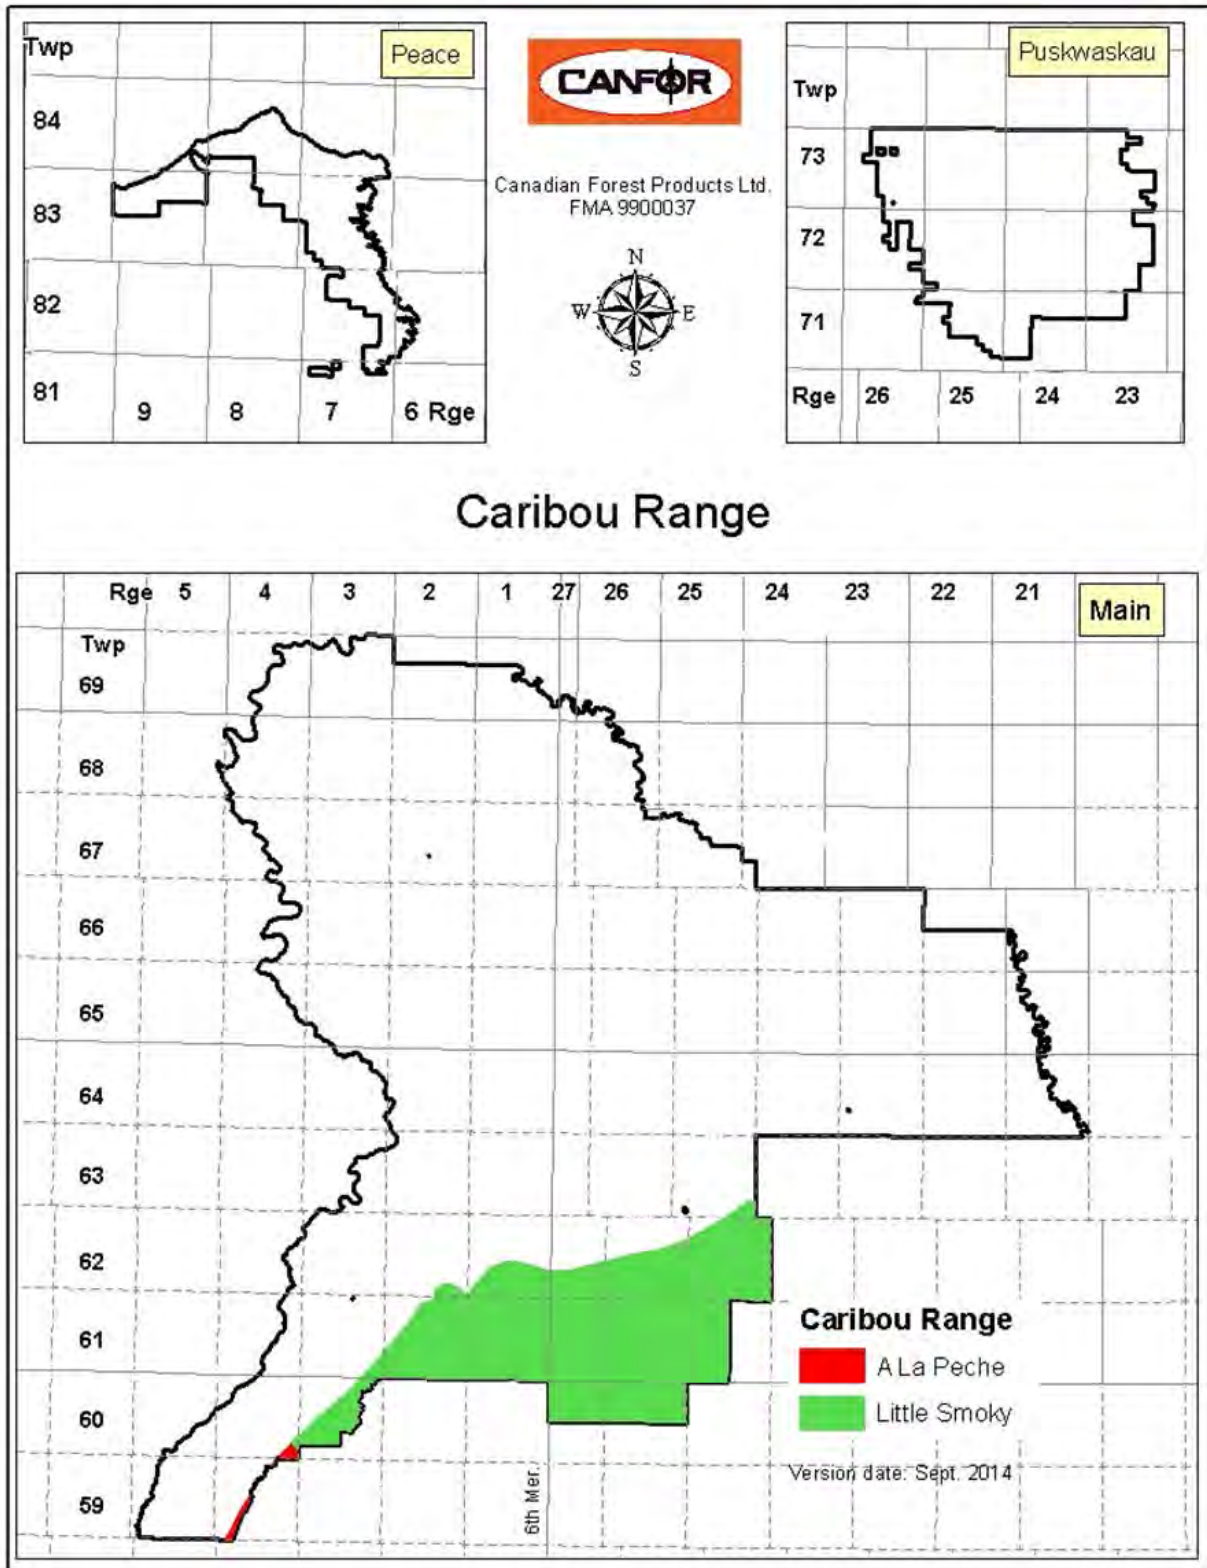 Twp
Peace
84
83
82
81
9 8 7 6 Rge
CANFOR
Canadian Forest Products Ltd.
FMA 9900037
N
W E
S
Puskwaskau
Twp
73
72
71
Rge 26 25 24 23
Caribou Range
Rge 5 4 3 2 1 27 26 25 24 23 22 21
Main
Twp
69
68
67
66
65
64
63
62
61
60
59
6th Mer.
Caribou Range
A La Peche
Little Smoky
Version date: Sept. 2014